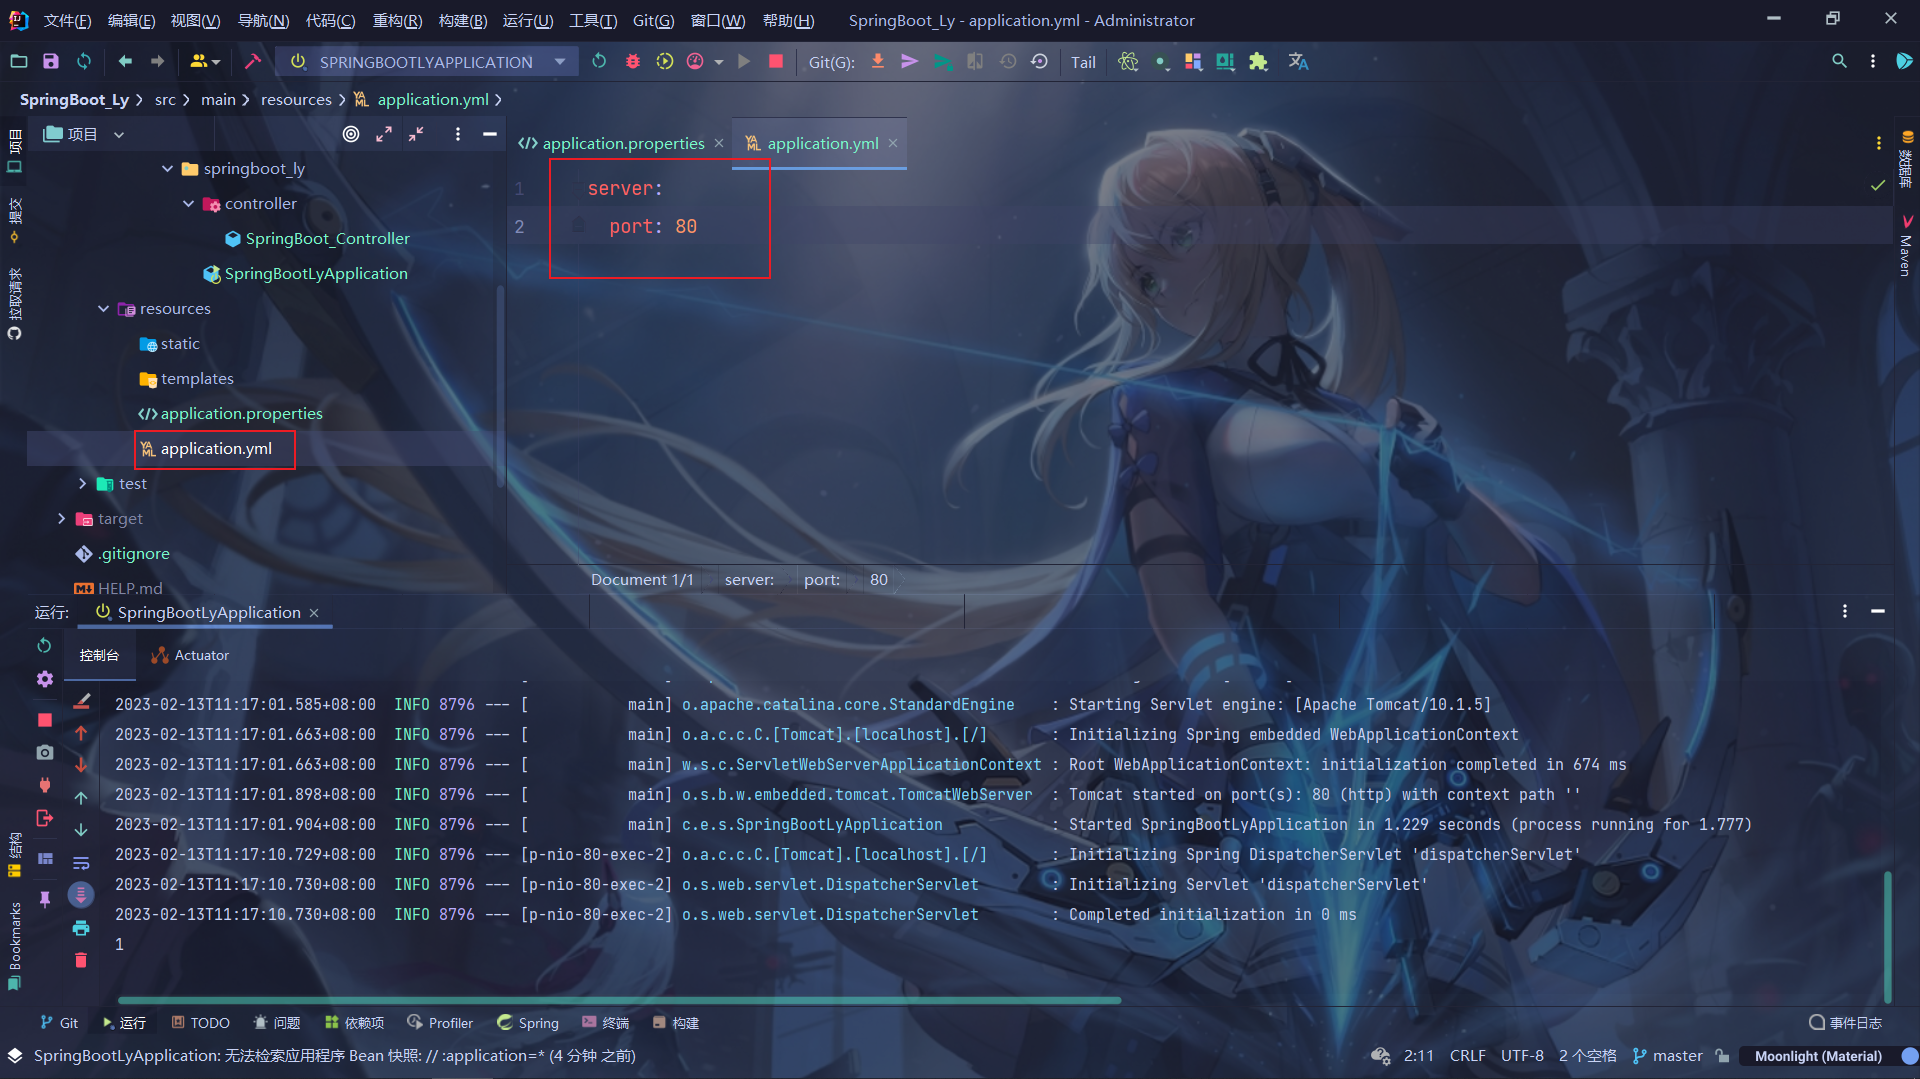 文件(F) 编辑(E) 视图(V) 导航(N) 代码(C) 重构(R) 构建(B) 运行(U) 工具(T) Git(G) 窗口(W) 帮助(H) SpringBoot_Ly - application.yml - Administrator
SPRINGBOOTLYAPPLICATION Git(G): Tail
SpringBoot_Ly src main resources application.yml
项目
提交
拉取请求
结构
Bookmarks
项目
springboot_ly
controller
SpringBoot_Controller
SpringBootLyApplication
resources
static
templates
application.properties
application.yml
test
target
.gitignore
HELP.md
application.properties application.yml
1 server:
2 port: 80
Document 1/1 server: port: 80
数据库
Maven
运行: SpringBootLyApplication
控制台 Actuator
2023-02-13T11:17:01.585+08:00 INFO 8796 --- [ main] o.apache.catalina.core.StandardEngine : Starting Servlet engine: [Apache Tomcat/10.1.5]
2023-02-13T11:17:01.663+08:00 INFO 8796 --- [ main] o.a.c.c.C.[Tomcat].[localhost].[/] : Initializing Spring embedded WebApplicationContext
2023-02-13T11:17:01.663+08:00 INFO 8796 --- [ main] w.s.c.ServletWebServerApplicationContext : Root WebApplicationContext: initialization completed in 674 ms
2023-02-13T11:17:01.898+08:00 INFO 8796 --- [ main] o.s.b.w.embedded.tomcat.TomcatWebServer : Tomcat started on port(s): 80 (http) with context path ''
2023-02-13T11:17:01.904+08:00 INFO 8796 --- [ main] c.e.s.SpringBootLyApplication : Started SpringBootLyApplication in 1.229 seconds (process running for 1.777)
2023-02-13T11:17:10.729+08:00 INFO 8796 --- [p-nio-80-exec-2] o.a.c.c.C.[Tomcat].[localhost].[/] : Initializing Spring DispatcherServlet 'dispatcherServlet'
2023-02-13T11:17:10.730+08:00 INFO 8796 --- [p-nio-80-exec-2] o.s.web.servlet.DispatcherServlet : Initializing Servlet 'dispatcherServlet'
2023-02-13T11:17:10.730+08:00 INFO 8796 --- [p-nio-80-exec-2] o.s.web.servlet.DispatcherServlet : Completed initialization in 0 ms
1
Git 运行 TODO 问题 依赖项 Profiler Spring 终端 构建 事件日志
SpringBootLyApplication: 无法检索应用程序 Bean 快照: // :application=* (4 分钟 之前) 2:11 CRLF UTF-8 2 个空格 master Moonlight (Material)